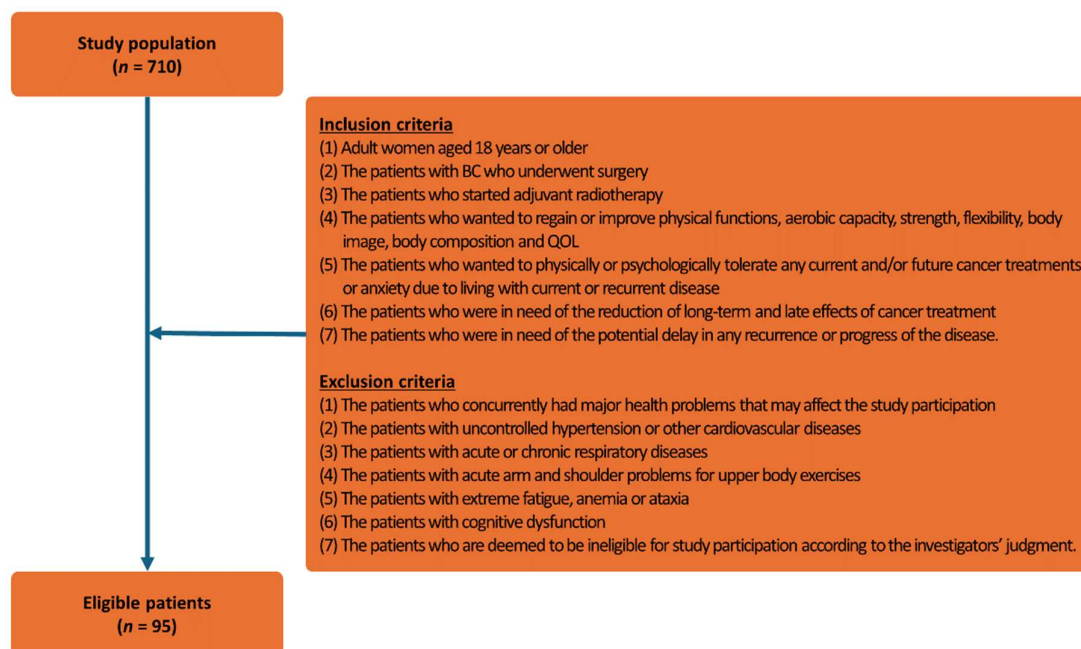 Study population
(n = 710)
Inclusion criteria
(1) Adult women aged 18 years or older
(2) The patients with BC who underwent surgery
(3) The patients who started adjuvant radiotherapy
(4) The patients who wanted to regain or improve physical functions, aerobic capacity, strength, flexibility, body
image, body composition and QOL
(5) The patients who wanted to physically or psychologically tolerate any current and/or future cancer treatments
or anxiety due to living with current or recurrent disease
(6) The patients who were in need of the reduction of long-term and late effects of cancer treatment
(7) The patients who were in need of the potential delay in any recurrence or progress of the disease.
Exclusion criteria
(1) The patients who concurrently had major health problems that may affect the study participation
(2) The patients with uncontrolled hypertension or other cardiovascular diseases
(3) The patients with acute or chronic respiratory diseases
(4) The patients with acute arm and shoulder problems for upper body exercises
(5) The patients with extreme fatigue, anemia or ataxia
(6) The patients with cognitive dysfunction
(7) The patients who are deemed to be ineligible for study participation according to the investigators' judgment.
Eligible patients
(n = 95)